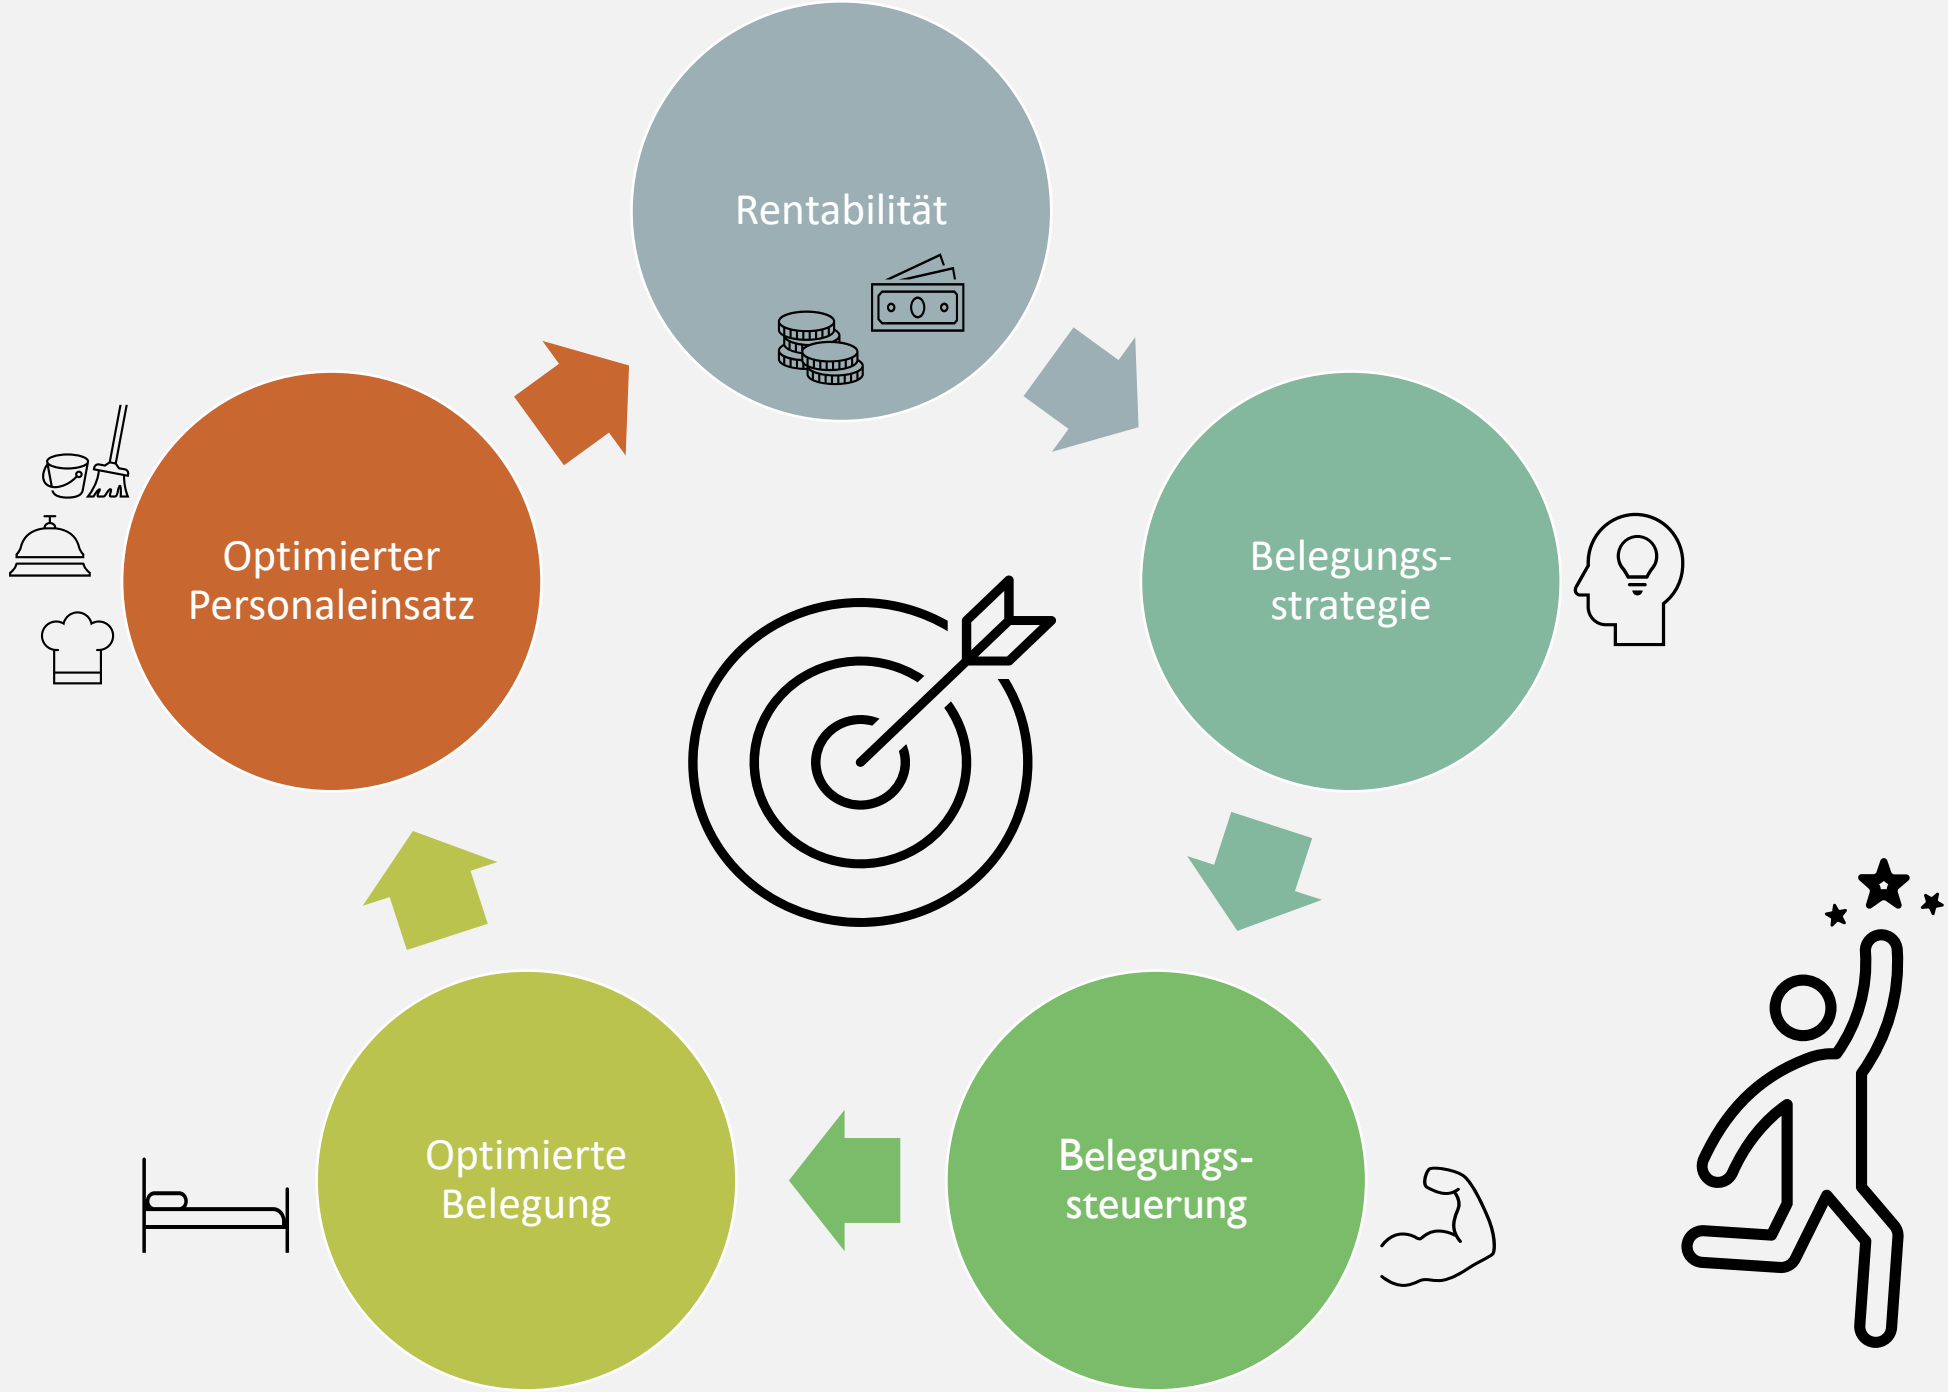 Rentabilität
Belegungs-
strategie
Belegungs-
steuerung
Optimierte
Belegung
Optimierter
Personaleinsatz